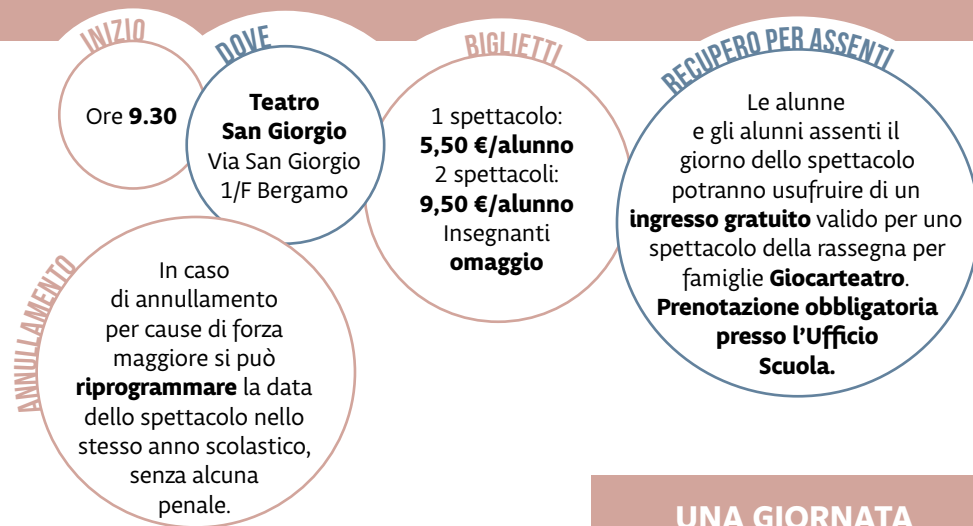 INIZIO
Ore 9.30
DOVE
Teatro
San Giorgio
Via San Giorgio
1/F Bergamo
BIGLIETTI
1 spettacolo:
5,50 €/alunno
2 spettacoli:
9,50 €/alunno
Insegnanti
omaggio
RECUPERO PER ASSENTI
Le alunne
e gli alunni assenti il
giorno dello spettacolo
potranno usufruire di un
ingresso gratuito valido per uno
spettacolo della rassegna per
famiglie Giocarteatro.
Prenotazione obbligatoria
presso l'Ufficio
Scuola.
ANNULLAMENTO
In caso
di annullamento
per cause di forza
maggiore si può
riprogrammare la data
dello spettacolo nello
stesso anno scolastico,
senza alcuna
penale.
UNA GIORNATA